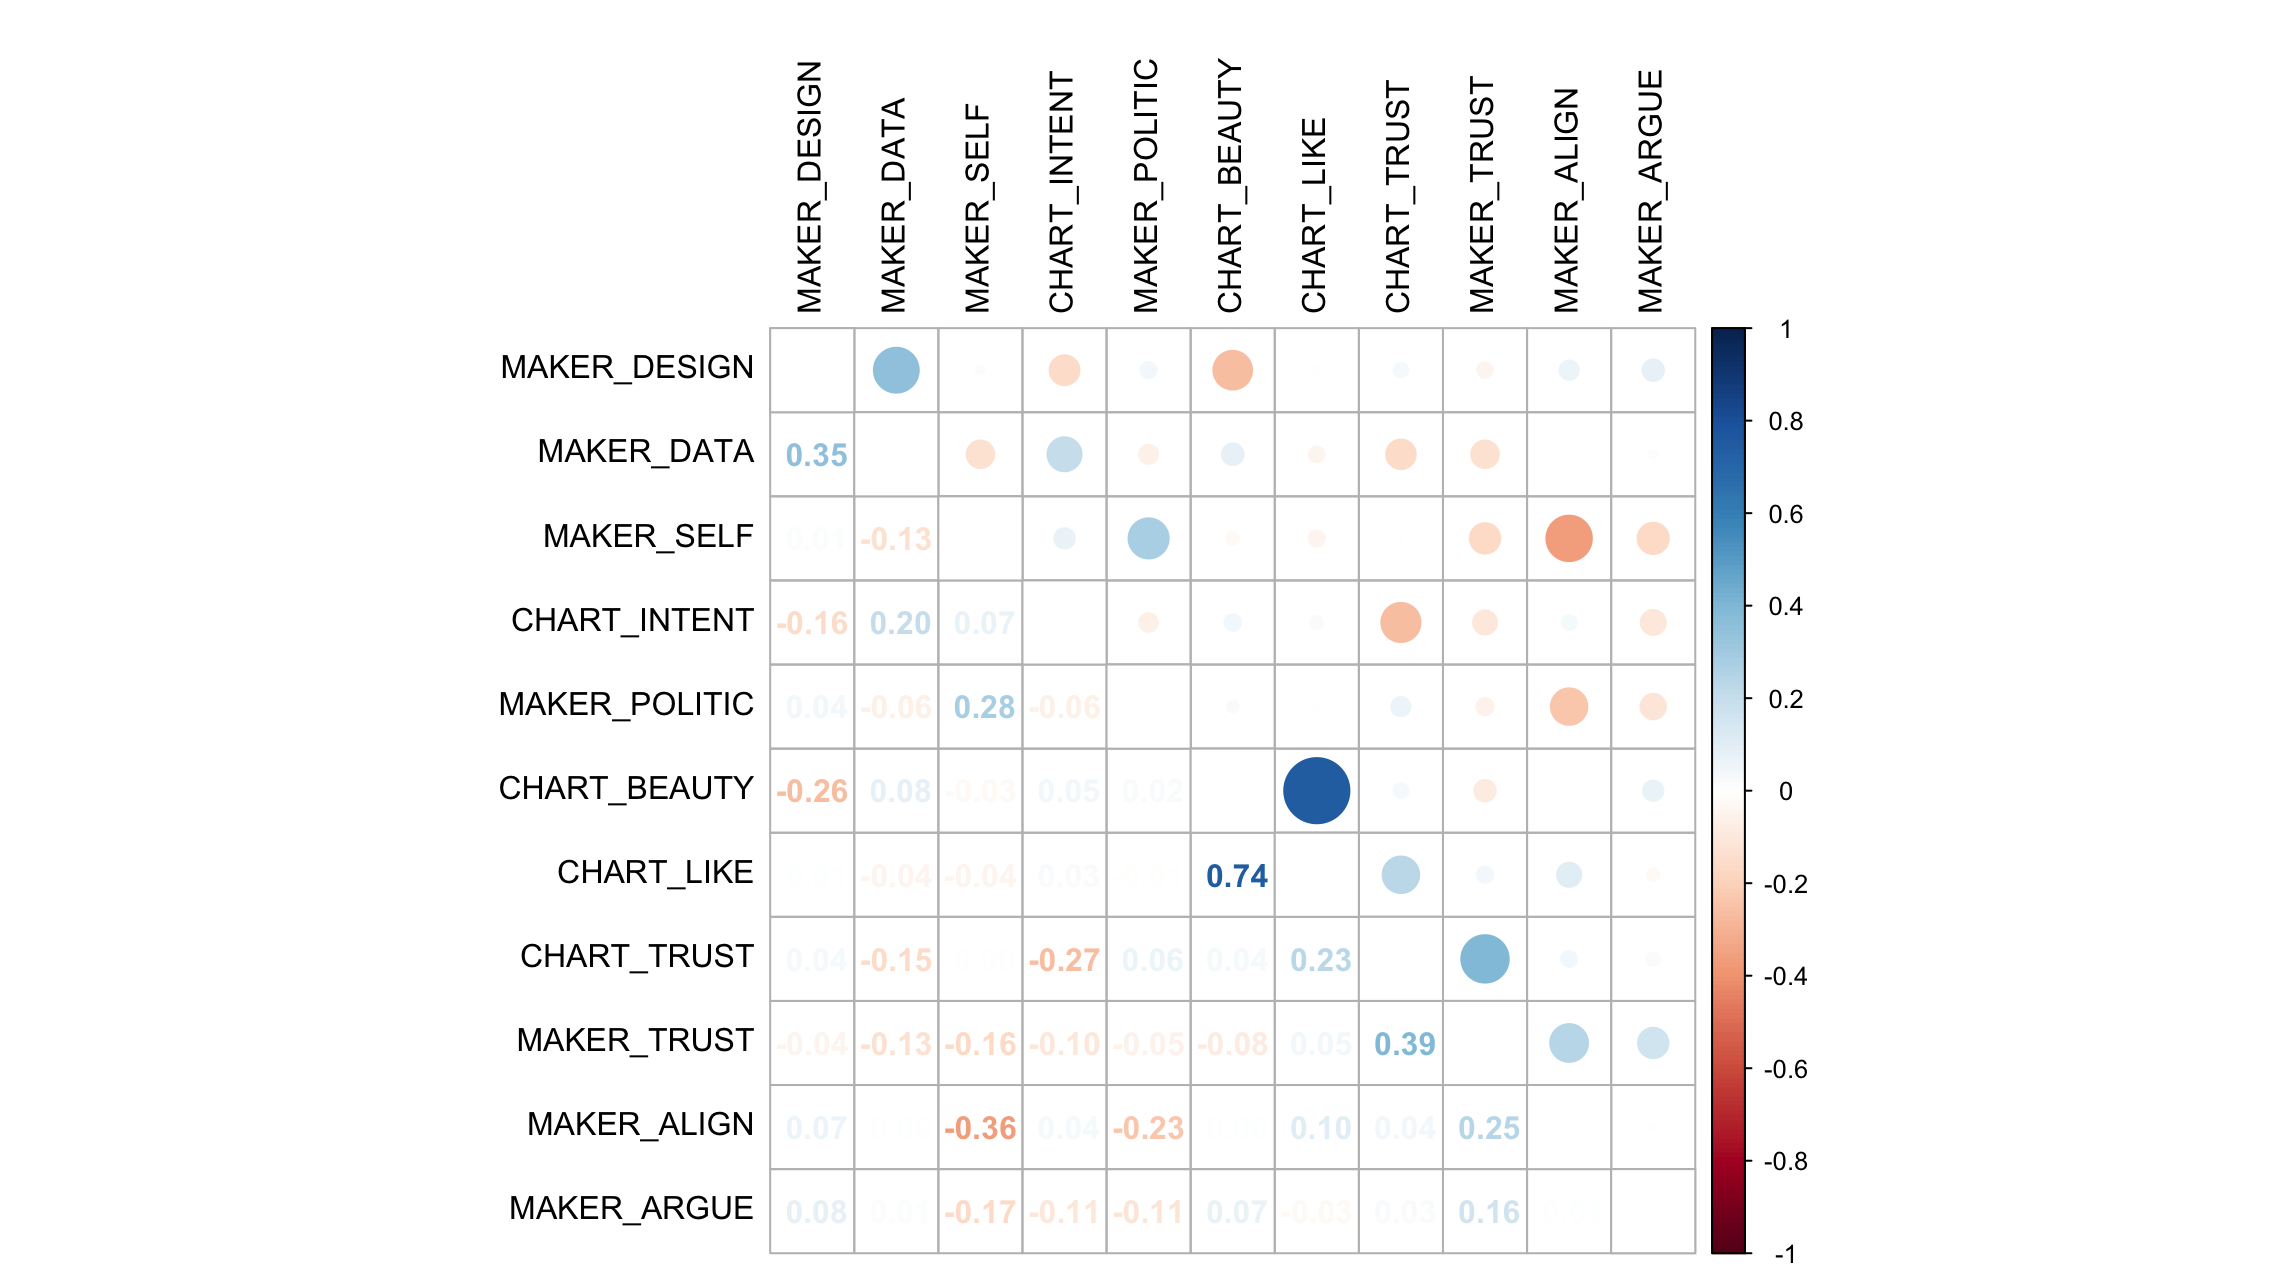 MAKER_DESIGN MAKER_DATA MAKER_SELF CHART_INTENT MAKER_POLITIC CHART_BEAUTY CHART_LIKE CHART_TRUST MAKER_TRUST MAKER_ALIGN MAKER_ARGUE
MAKER_DESIGN
MAKER_DATA 0.35
MAKER_SELF 0.01 -0.13
CHART_INTENT -0.16 0.20 0.07
MAKER_POLITIC 0.04 -0.06 0.28 -0.06
CHART_BEAUTY -0.26 0.08 -0.03 0.05 0.02
CHART_LIKE -0.04 -0.04 0.03 0.74
CHART_TRUST 0.04 -0.15 -0.27 0.06 0.04 0.23
MAKER_TRUST -0.04 -0.13 -0.16 -0.10 -0.05 -0.08 0.05 0.39
MAKER_ALIGN 0.07 -0.36 0.04 -0.23 0.10 0.04 0.25
MAKER_ARGUE 0.08 0.01 -0.17 -0.11 -0.11 0.07 -0.03 0.03 0.16
1
0.8
0.6
0.4
0.2
0
-0.2
-0.4
-0.6
-0.8
-1